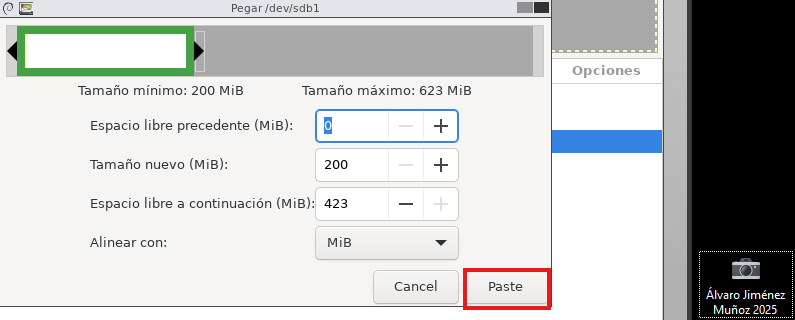 Pegar /dev/sdb1
Tamaño mínimo: 200 MiB
Tamaño máximo: 623 MiB
Opciones
Espacio libre precedente (MiB):
0
Tamaño nuevo (MiB):
200
Espacio libre a continuación (MiB):
423
Alinear con:
MiB
Cancel
Paste
Álvaro Jiménez
Muñoz 2025